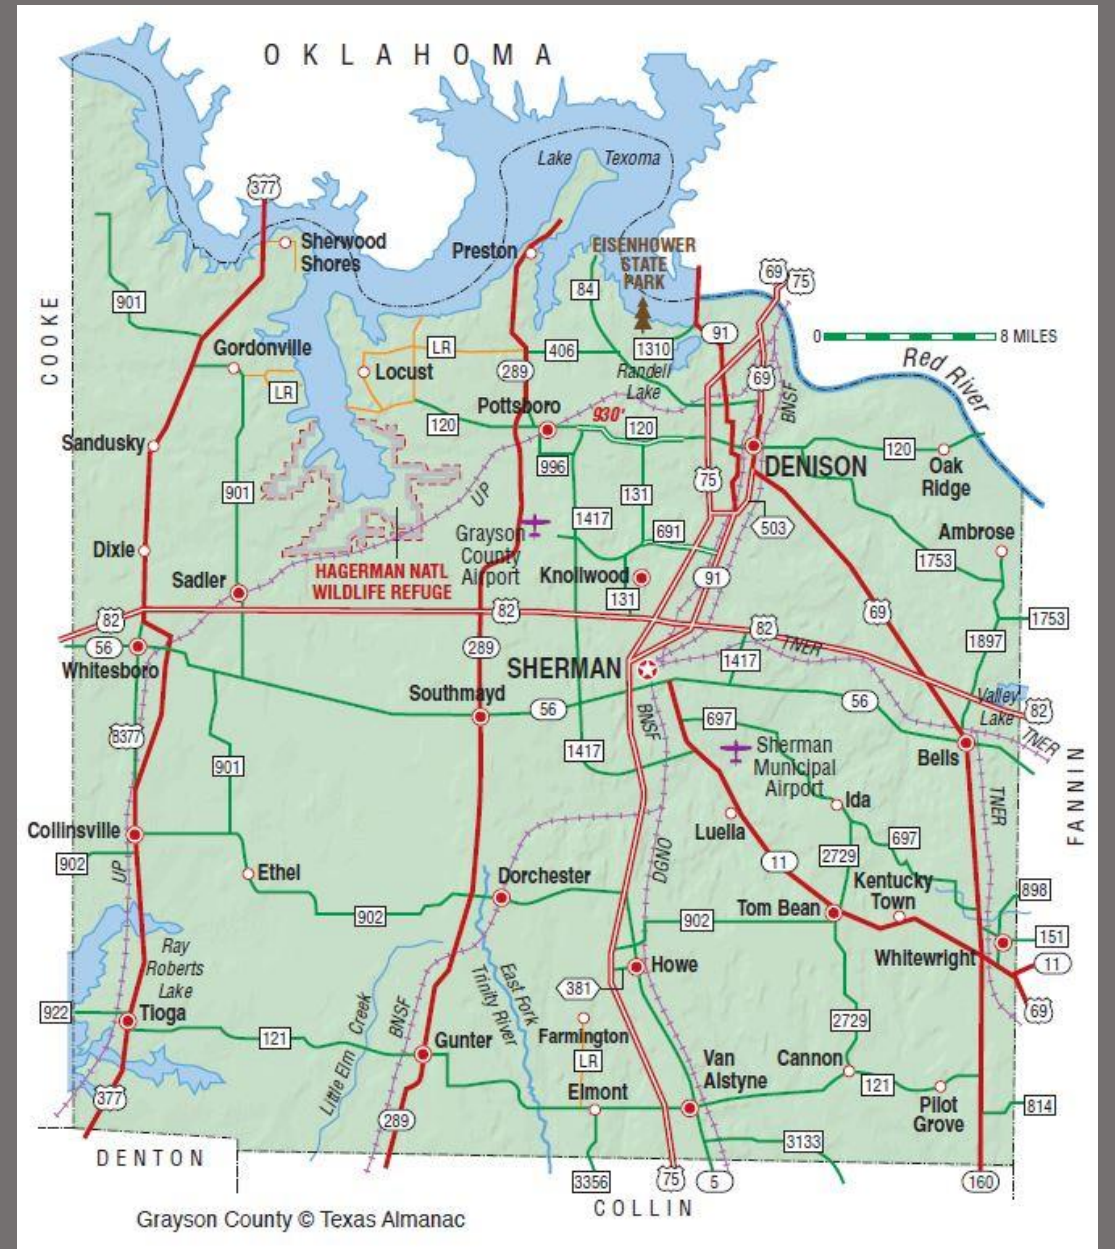 OKLAHOMA
Lake Texoma
377
Sherwood
Shores
Preston
EISENHOWER
STATE
PARK
69
75
901
84
COOKE
91
0 8 MILES
Gordonville
LR
406
1310
Red River
Locust
289
Randell
Lake
69
BNSF
LR
Pottsboro
930'
120
120
Sandusky
DENISON
120
Oak
Ridge
996
75
901
UP
131
1417
691
503
Grayson
County
Airport
Ambrose
Dixie
1753
Sadler
HAGERMAN NATL
WILDLIFE REFUGE
Knollwood
91
131
69
82
82
82
1753
56
289
TNER
1897
Whitesboro
SHERMAN
1417
Southmayd
56
56
Valley
Lake
82
BNSF
697
TNER
377
1417
Sherman
Municipal
Airport
Bells
901
FANNIN
Ida
TNER
Collinsville
Luella
697
902
UP
Ethel
DGNO
11
2729
Dorchester
Kentucky
Town
898
902
Tom Bean
902
151
Ray
Roberts
Lake
Whitewright
Howe
11
381
922
Tioga
East Fork
Trinity River
69
Little Elm Creek
BNSF
Farmington
2729
121
Gunter
LR
Van
Alstyne
Cannon
Elmont
121
377
Pilot
Grove
814
289
3133
DENTON
3356
75
5
160
COLLIN
Grayson County © Texas Almanac